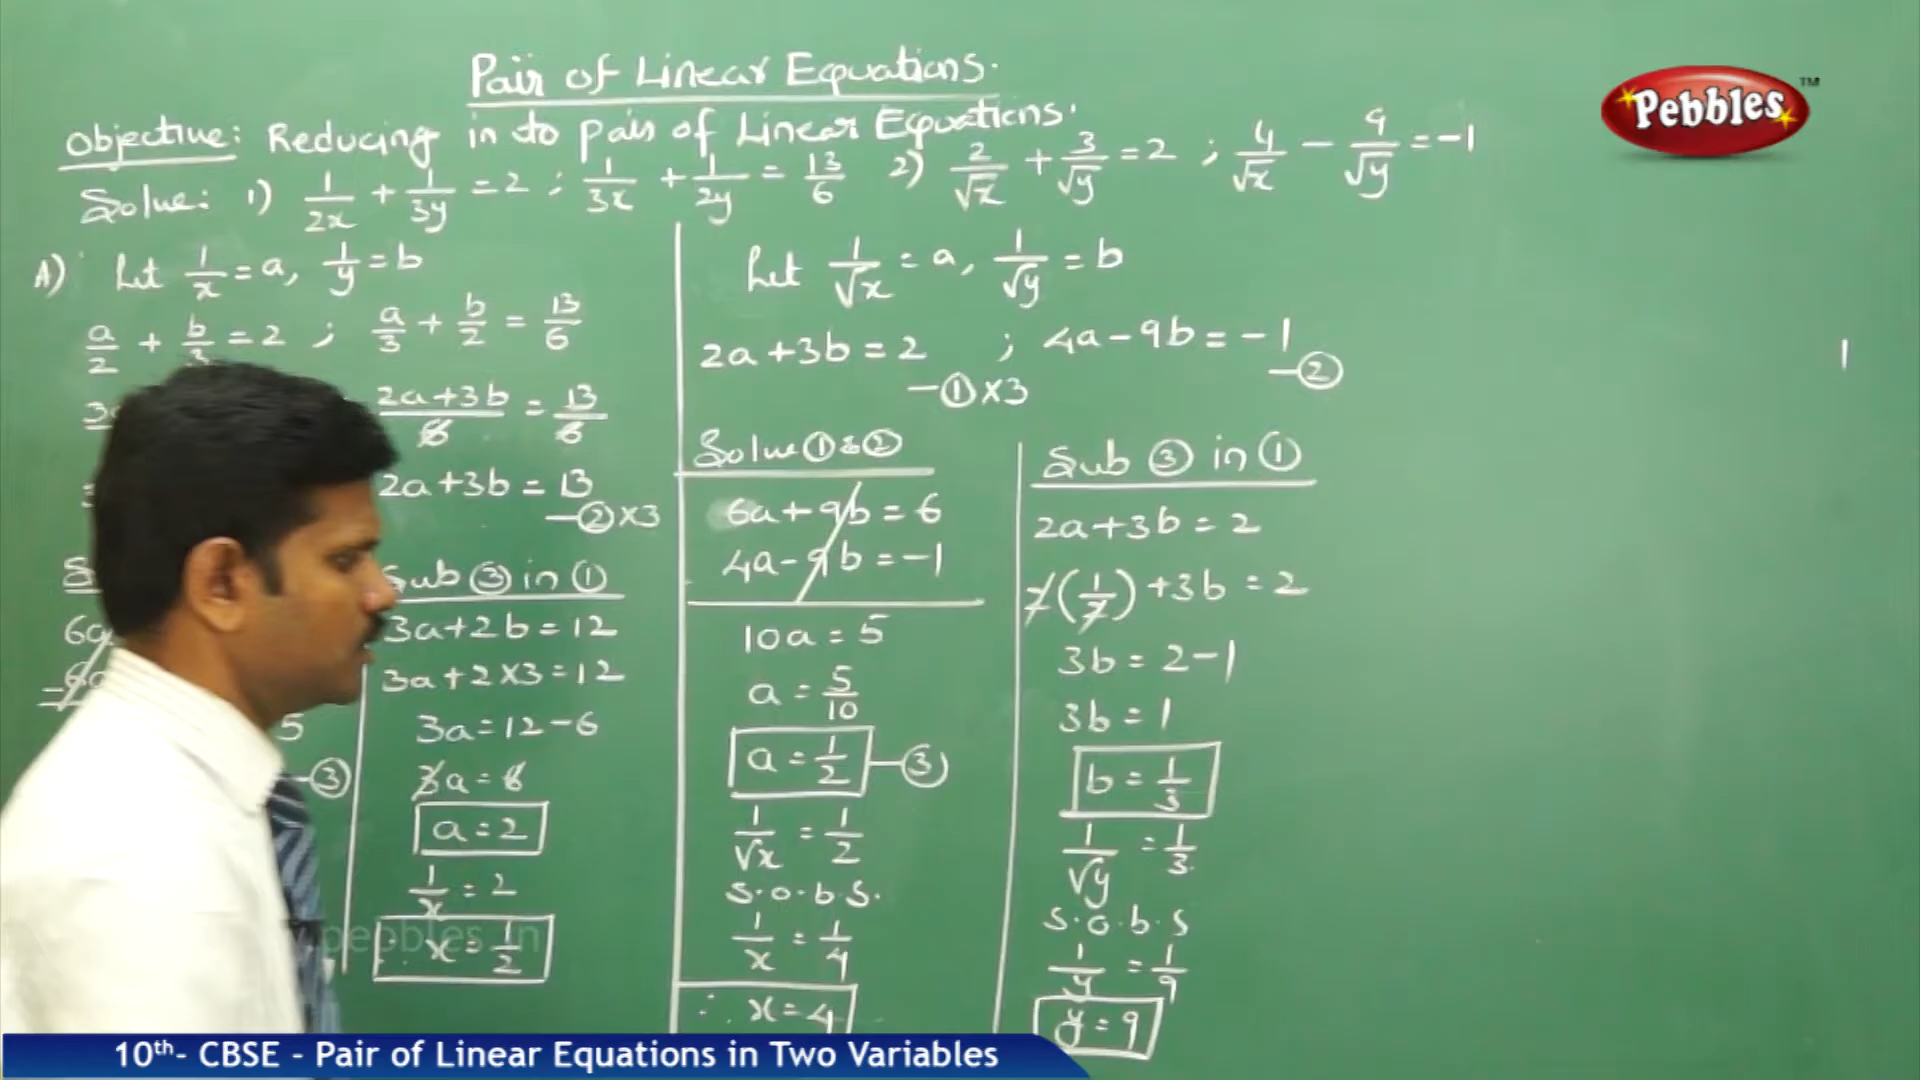 Pair of Linear Equations.
Objective: Reducing in to pair of Linear Equations.
Solve: 1) 1/2x + 1/3y = 2 ; 1/3x + 1/2y = 13/6 2) 2/√x + 3/√y = 2 ; 4/√x - 9/√y = -1
Pebbles™
A) Let 1/x = a, 1/y = b
a/2 + b/3 = 2 ; a/3 + b/2 = 13/6
2a+3b/6 = 13/6
2a+3b = 13
-② ×3
Sub ③ in ①
3a+2b = 12
3a+2×3 = 12
3a = 12-6
3a = 6
a = 2
1/x = 2
∴ x = 1/2
5
-③
6a
Let 1/√x = a, 1/√y = b
2a+3b = 2 ; 4a-9b = -1
-① ×3 -②
Solve ① & ②
6a+9b = 6
4a-9b = -1
10a = 5
a = 5/10
a = 1/2 -③
1/√x = 1/2
S.o.b.S.
1/x = 1/4
∴ x = 4
Sub ③ in ①
2a+3b = 2
2(1/2)+3b = 2
3b = 2-1
3b = 1
b = 1/3
1/√y = 1/3
S.o.b.S
1/y = 1/9
y = 9
1
pebbles.in
10th- CBSE - Pair of Linear Equations in Two Variables